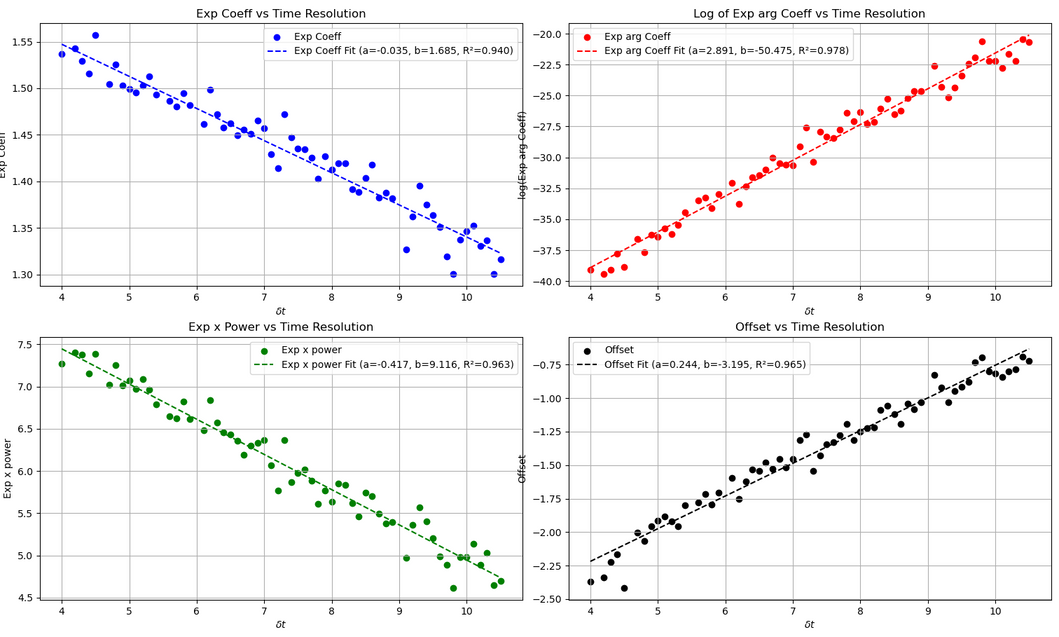 Exp Coeff vs Time Resolution
Exp Coeff
Exp Coeff Fit (a=-0.035, b=1.685, R²=0.940)
1.55
1.50
1.45
1.40
1.35
1.30
Exp Coeff
4 5 6 7 8 9 10
δt
Log of Exp arg Coeff vs Time Resolution
Exp arg Coeff
Exp arg Coeff Fit (a=2.891, b=-50.475, R²=0.978)
−20.0
−22.5
−25.0
−27.5
−30.0
−32.5
−35.0
−37.5
−40.0
log(Exp arg Coeff)
4 5 6 7 8 9 10
δt
Exp x Power vs Time Resolution
Exp x power
Exp x power Fit (a=-0.417, b=9.116, R²=0.963)
7.5
7.0
6.5
6.0
5.5
5.0
4.5
Exp x power
4 5 6 7 8 9 10
δt
Offset vs Time Resolution
Offset
Offset Fit (a=0.244, b=-3.195, R²=0.965)
−0.75
−1.00
−1.25
−1.50
−1.75
−2.00
−2.25
−2.50
Offset
4 5 6 7 8 9 10
δt